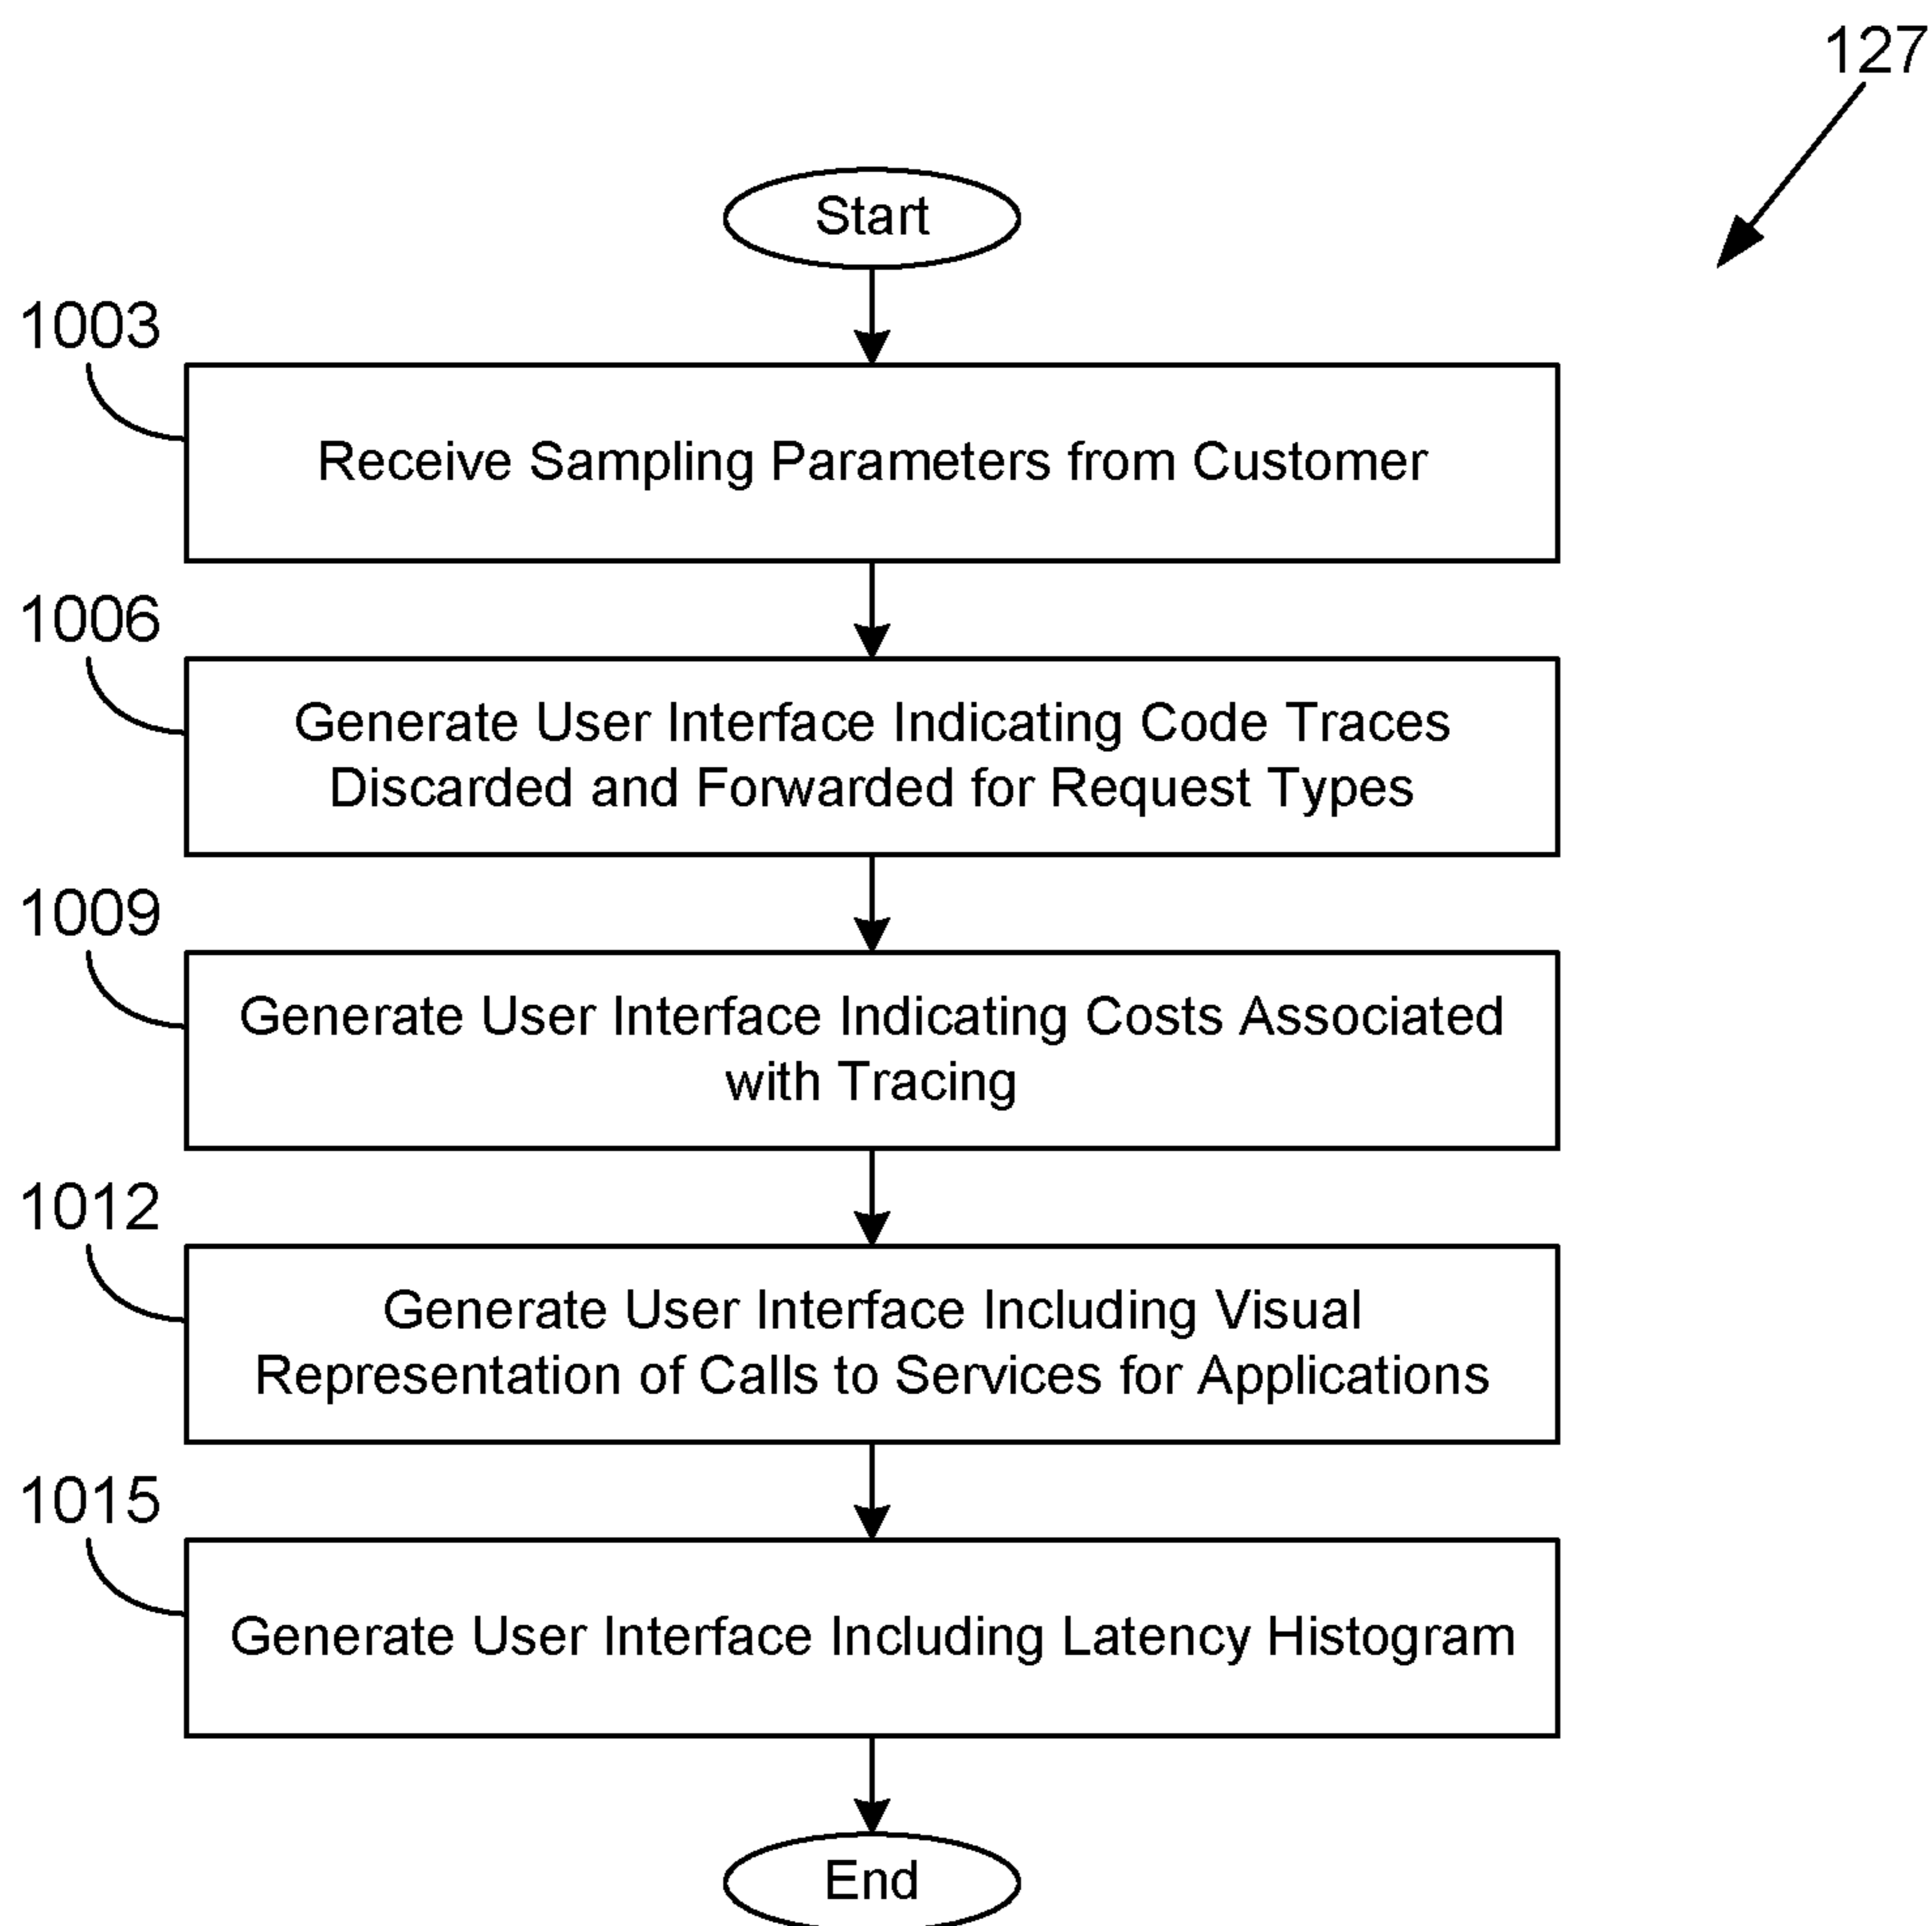 127
Start
1003
Receive Sampling Parameters from Customer
1006
Generate User Interface Indicating Code Traces
Discarded and Forwarded for Request Types
1009
Generate User Interface Indicating Costs Associated
with Tracing
1012
Generate User Interface Including Visual
Representation of Calls to Services for Applications
1015
Generate User Interface Including Latency Histogram
End